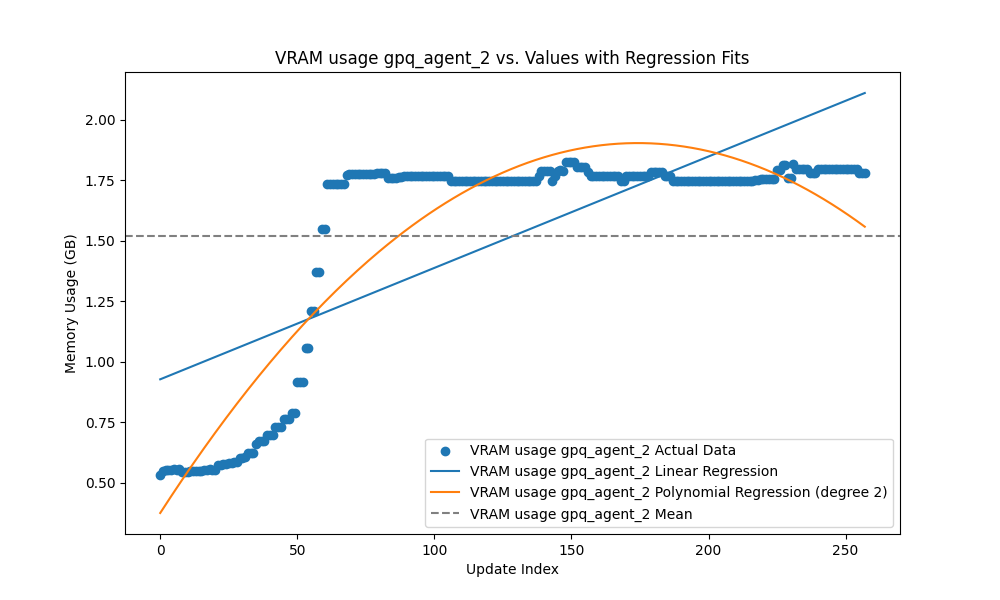 VRAM usage gpq_agent_2 vs. Values with Regression Fits
Memory Usage (GB)
2.00
1.75
1.50
1.25
1.00
0.75
0.50
VRAM usage gpq_agent_2 Actual Data
VRAM usage gpq_agent_2 Linear Regression
VRAM usage gpq_agent_2 Polynomial Regression (degree 2)
VRAM usage gpq_agent_2 Mean
0 50 100 150 200 250
Update Index